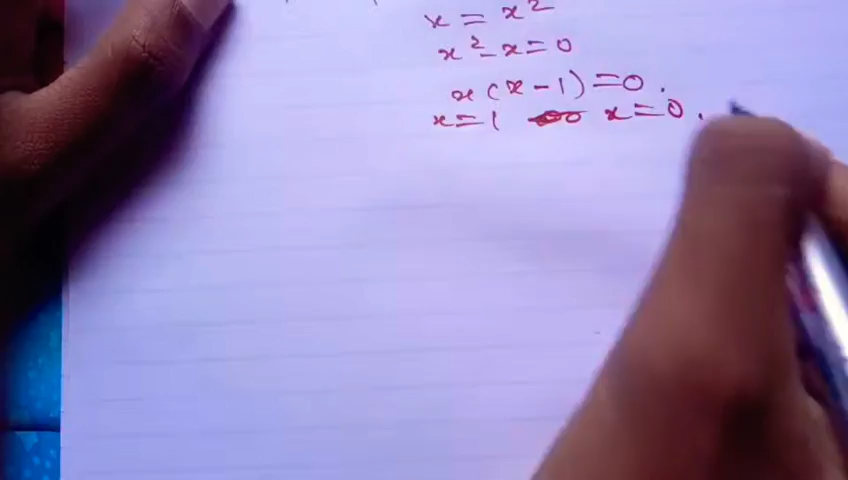 x = x²
x² - x = 0
x (x - 1) = 0 .
x = 1 x = 0 .